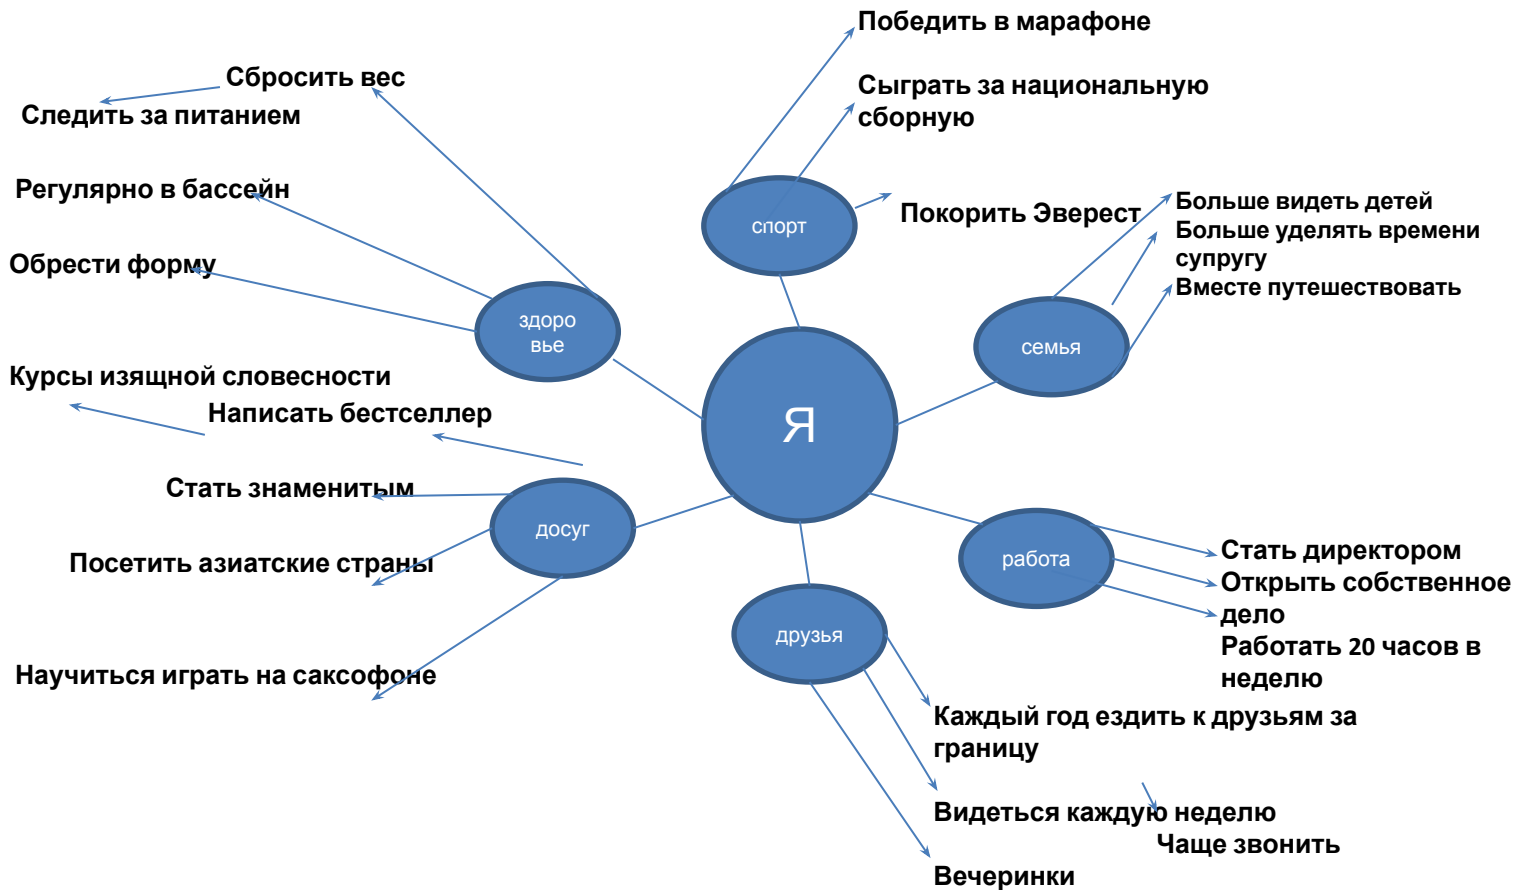 Победить в марафоне
Сбросить вес
Следить за питанием
Сыграть за национальную
сборную
Регулярно в бассейн
спорт
Покорить Эверест
Больше видеть детей
Больше уделять времени
супругу
Вместе путешествовать
Обрести форму
здоро
вье
семья
Курсы изящной словесности
Написать бестселлер
Я
Стать знаменитым
досуг
Посетить азиатские страны
работа
Стать директором
Открыть собственное
дело
Работать 20 часов в
неделю
друзья
Научиться играть на саксофоне
Каждый год ездить к друзьям за
границу
Видеться каждую неделю
Чаще звонить
Вечеринки